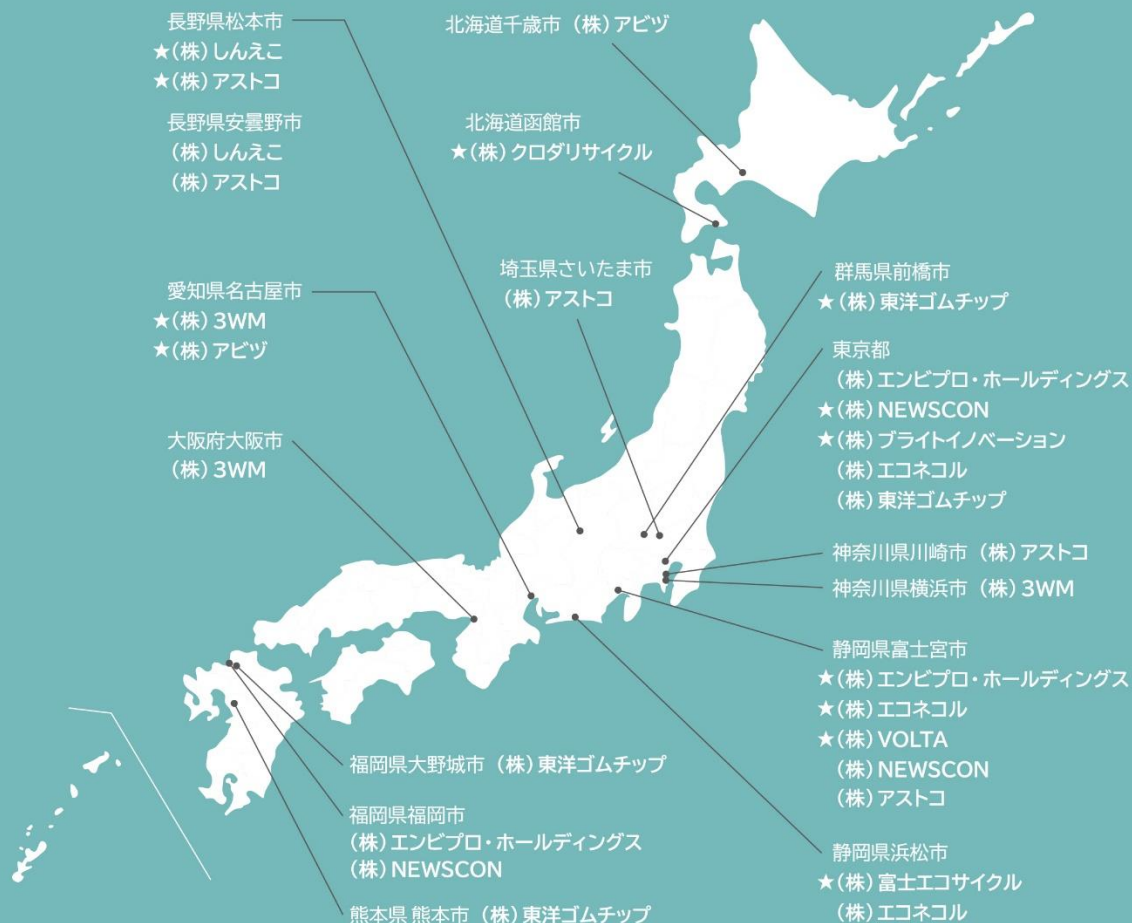 長野県松本市
★(株)しんえこ
★(株)アストコ
長野県安曇野市
(株)しんえこ
(株)アストコ
愛知県名古屋市
★(株)3WM
★(株)アビヅ
大阪府大阪市
(株)3WM
北海道千歳市 (株)アビヅ
北海道函館市
★(株)クロダリサイクル
埼玉県さいたま市
(株)アストコ
群馬県前橋市
★(株)東洋ゴムチップ
東京都
(株)エンビプロ・ホールディングス
★(株)NEWSCON
★(株)ブライトイノベーション
(株)エコネコル
(株)東洋ゴムチップ
神奈川県川崎市 (株)アストコ
神奈川県横浜市 (株)3WM
静岡県富士宮市
★(株)エンビプロ・ホールディングス
★(株)エコネコル
★(株)VOLTA
(株)NEWSCON
(株)アストコ
静岡県浜松市
★(株)富士エコサイクル
(株)エコネコル
福岡県大野城市 (株)東洋ゴムチップ
福岡県福岡市
(株)エンビプロ・ホールディングス
(株)NEWSCON
熊本県 熊本市 (株)東洋ゴムチップ